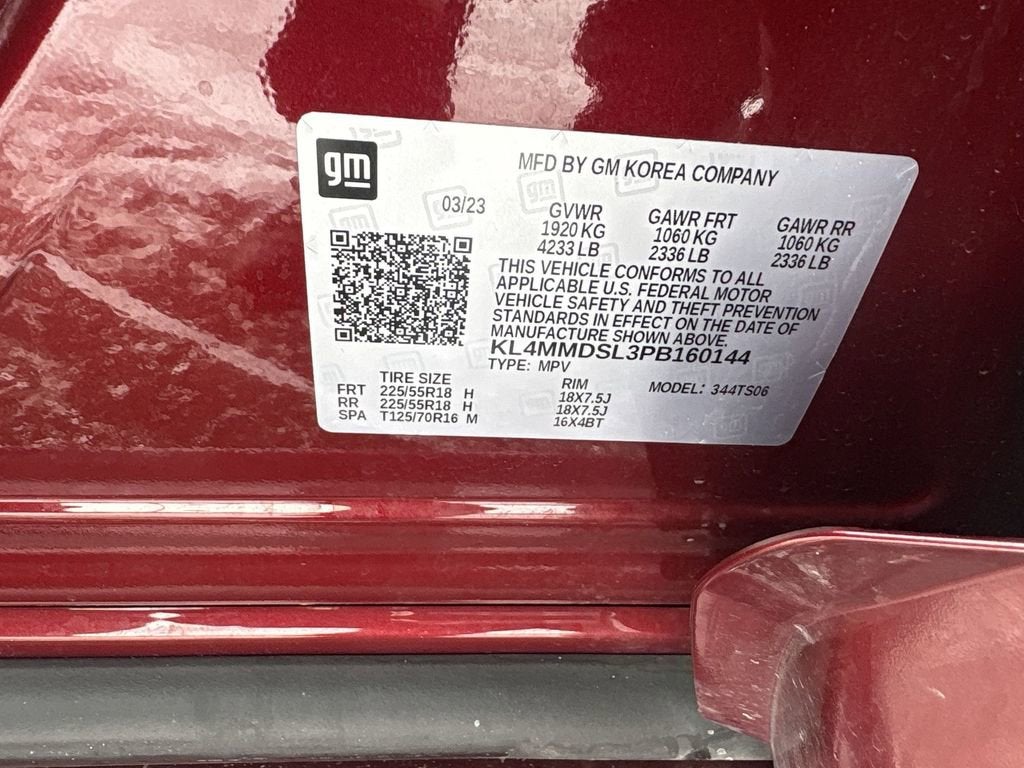 gm
MFD BY GM KOREA COMPANY
03/23
GVWR GAWR FRT GAWR RR
1920 KG 1060 KG 1060 KG
4233 LB 2336 LB 2336 LB
THIS VEHICLE CONFORMS TO ALL
APPLICABLE U.S. FEDERAL MOTOR
VEHICLE SAFETY AND THEFT PREVENTION
STANDARDS IN EFFECT ON THE DATE OF
MANUFACTURE SHOWN ABOVE.
KL4MMDSL3PB160144
TYPE: MPV
TIRE SIZE RIM MODEL: 344TS06
FRT 225/55R18 H 18X7.5J
RR 225/55R18 H 18X7.5J
SPA T125/70R16 M 16X4BT